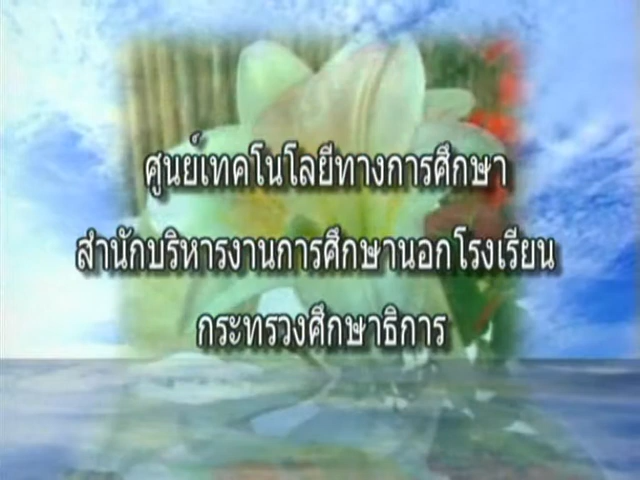 ศูนย์เทคโนโลยีทางการศึกษา
สำนักบริหารงานการศึกษานอกโรงเรียน
กระทรวงศึกษาธิการ